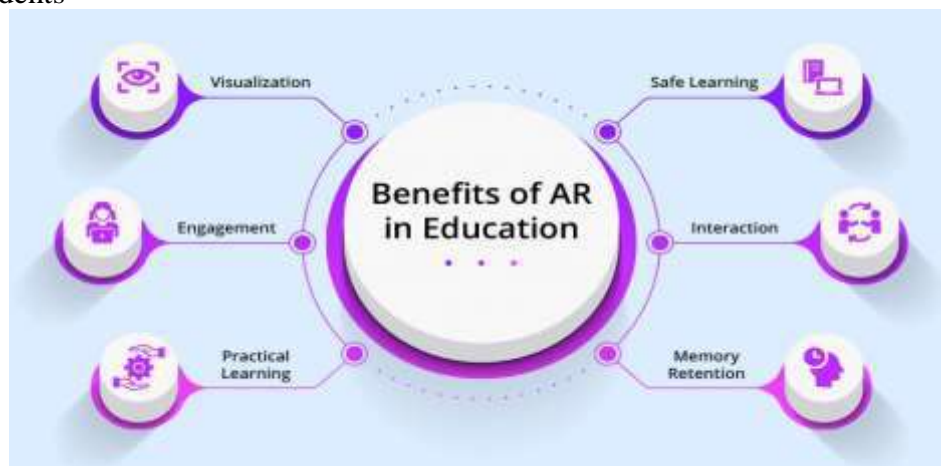 Benefits of AR
in Education
Visualization
Engagement
Practical
Learning
Safe Learning
Interaction
Memory
Retention